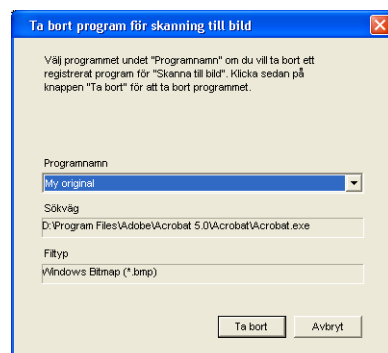 Ta bort program för skanning till bild
Välj programmet undet "Programnamn" om du vill ta bort ett
registrerat program för "Skanna till bild". Klicka sedan på
knappen "Ta bort" för att ta bort programmet.
Programnamn
My original
Sökväg
D:\Program Files\Adobe\Acrobat 5.0\Acrobat\Acrobat.exe
Filtyp
Windows Bitmap (*.bmp)
Ta bort Avbryt